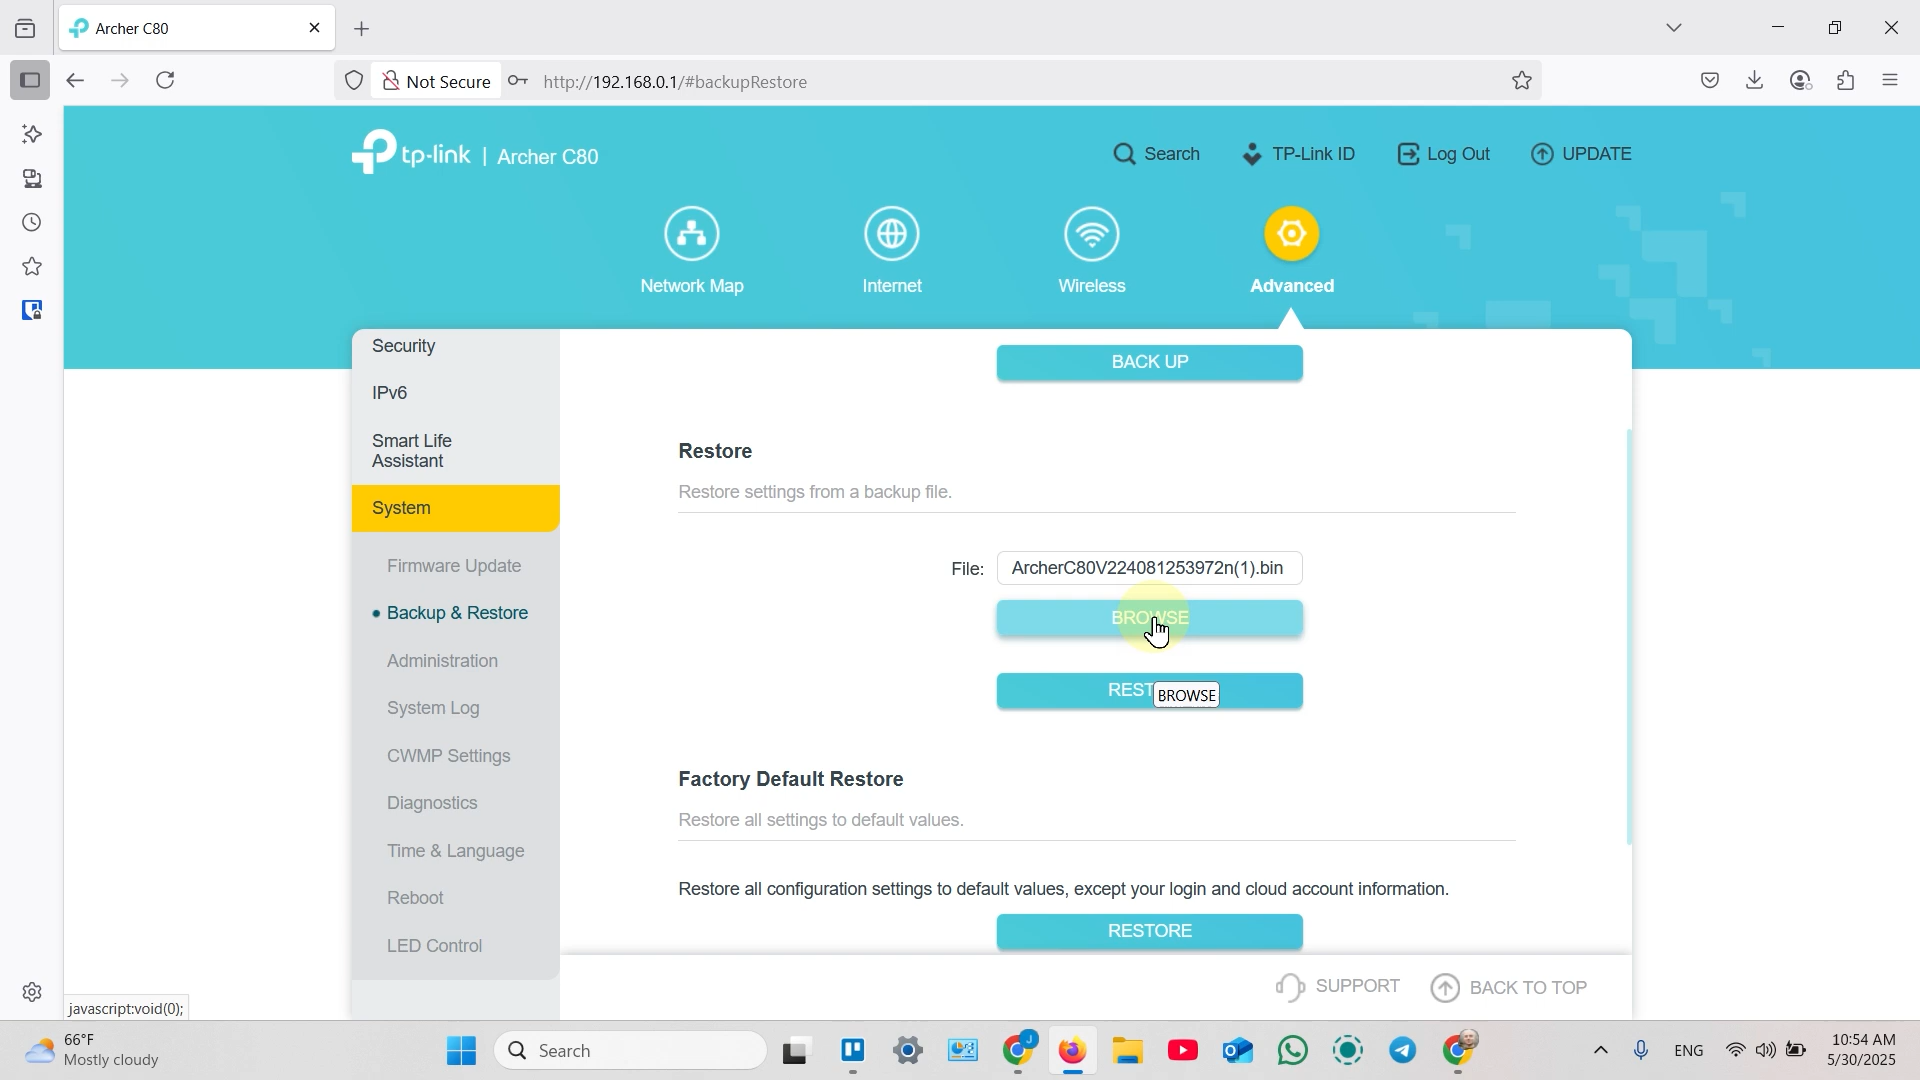 Archer C80
Not Secure
http://192.168.0.1/#backupRestore
tp-link | Archer C80
Search
TP-Link ID
Log Out
UPDATE
Network Map
Internet
Wireless
Advanced
Security
IPv6
Smart Life
Assistant
System
Firmware Update
Backup & Restore
Administration
System Log
CWMP Settings
Diagnostics
Time & Language
Reboot
LED Control
BACK UP
Restore
Restore settings from a backup file.
File: ArcherC80V224081253972n(1).bin
BROWSE
REST
BROWSE
Factory Default Restore
Restore all settings to default values.
Restore all configuration settings to default values, except your login and cloud account information.
RESTORE
SUPPORT
BACK TO TOP
javascript:void(0);
66°F
Mostly cloudy
Search
J
ENG
10:54 AM
5/30/2025